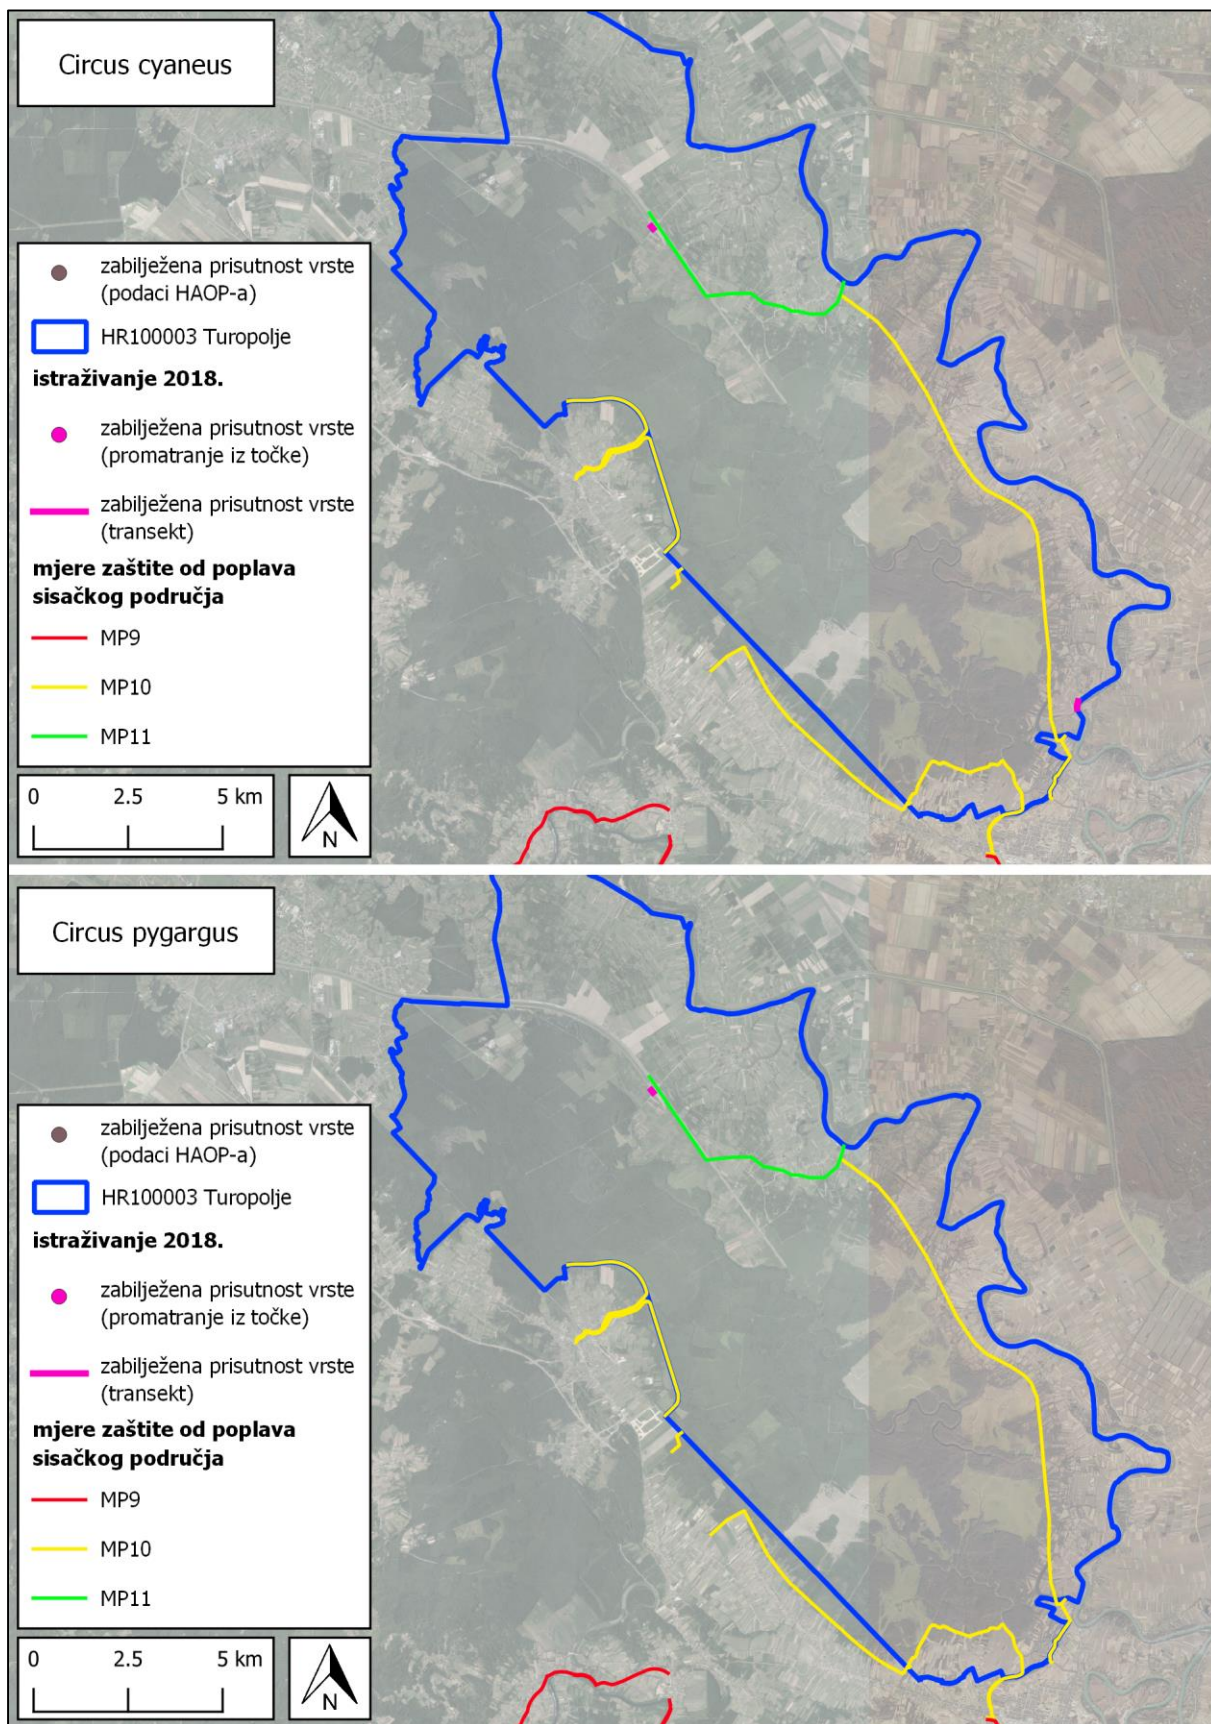 Circus cyaneus
zabilježena prisutnost vrste
(podaci HAOP-a)
HR100003 Turopolje
istraživanje 2018.
zabilježena prisutnost vrste
(promatranje iz točke)
zabilježena prisutnost vrste
(transekt)
mjere zaštite od poplava
sisačkog područja
MP9
MP10
MP11
0 2.5 5 km
N
Circus pygargus
zabilježena prisutnost vrste
(podaci HAOP-a)
HR100003 Turopolje
istraživanje 2018.
zabilježena prisutnost vrste
(promatranje iz točke)
zabilježena prisutnost vrste
(transekt)
mjere zaštite od poplava
sisačkog područja
MP9
MP10
MP11
0 2.5 5 km
N